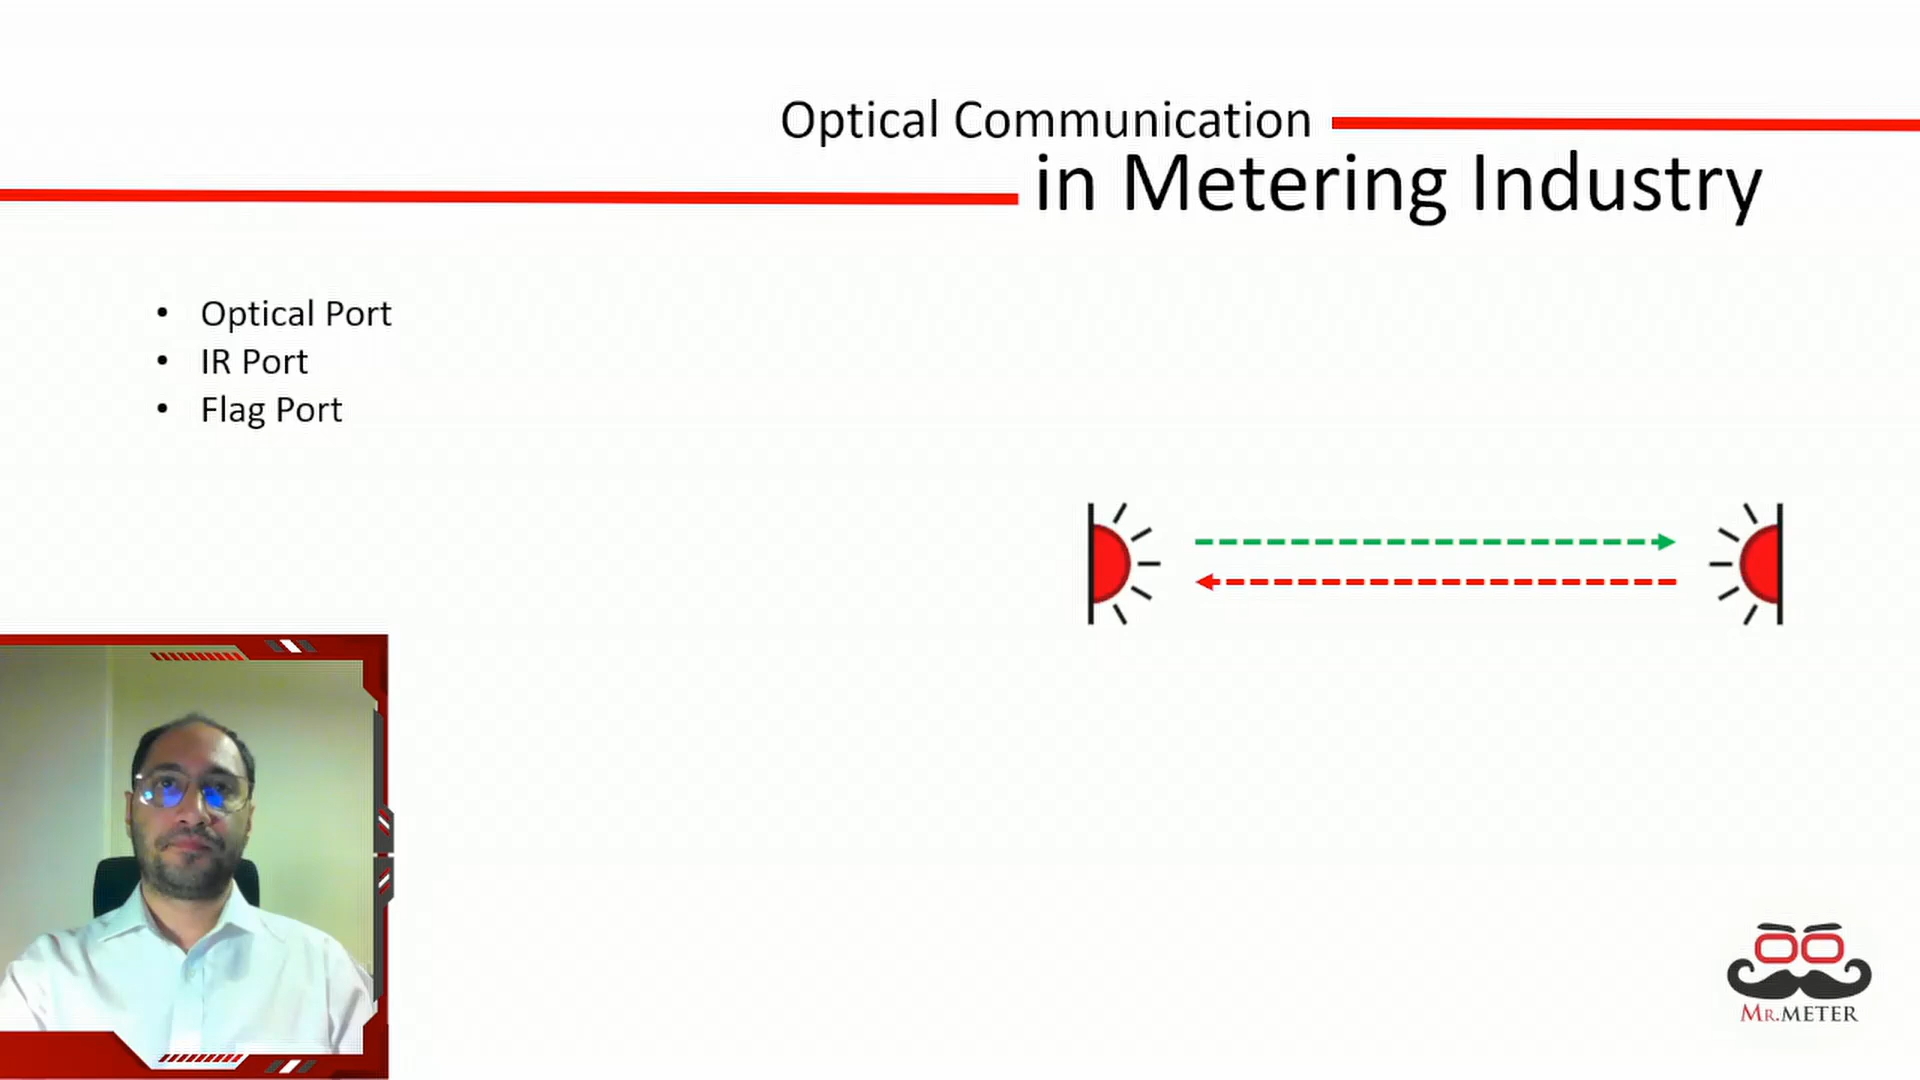 Optical Communication
in Metering Industry
• Optical Port
• IR Port
• Flag Port
MR.METER